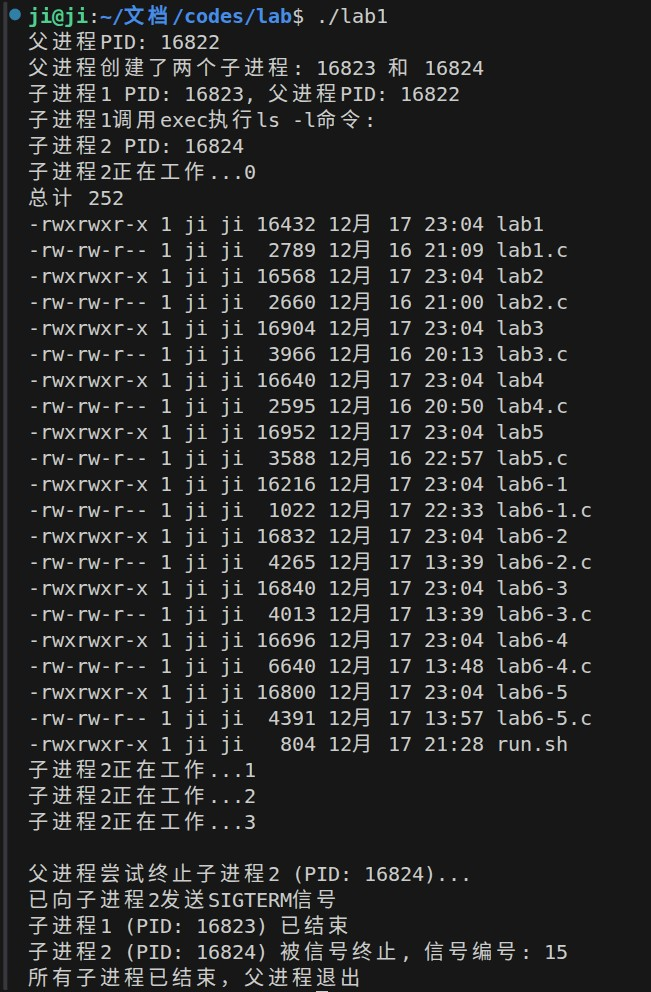 ji@ji:~/文档/codes/lab$ ./lab1
父进程PID: 16822
父进程创建了两个子进程: 16823 和 16824
子进程1 PID: 16823, 父进程PID: 16822
子进程1调用exec执行ls -l命令:
子进程2 PID: 16824
子进程2正在工作...0
总计 252
-rwxrwxr-x 1 ji ji 16432 12月 17 23:04 lab1
-rw-rw-r-- 1 ji ji  2789 12月 16 21:09 lab1.c
-rwxrwxr-x 1 ji ji 16568 12月 17 23:04 lab2
-rw-rw-r-- 1 ji ji  2660 12月 16 21:00 lab2.c
-rwxrwxr-x 1 ji ji 16904 12月 17 23:04 lab3
-rw-rw-r-- 1 ji ji  3966 12月 16 20:13 lab3.c
-rwxrwxr-x 1 ji ji 16640 12月 17 23:04 lab4
-rw-rw-r-- 1 ji ji  2595 12月 16 20:50 lab4.c
-rwxrwxr-x 1 ji ji 16952 12月 17 23:04 lab5
-rw-rw-r-- 1 ji ji  3588 12月 16 22:57 lab5.c
-rwxrwxr-x 1 ji ji 16216 12月 17 23:04 lab6-1
-rw-rw-r-- 1 ji ji  1022 12月 17 22:33 lab6-1.c
-rwxrwxr-x 1 ji ji 16832 12月 17 23:04 lab6-2
-rw-rw-r-- 1 ji ji  4265 12月 17 13:39 lab6-2.c
-rwxrwxr-x 1 ji ji 16840 12月 17 23:04 lab6-3
-rw-rw-r-- 1 ji ji  4013 12月 17 13:39 lab6-3.c
-rwxrwxr-x 1 ji ji 16696 12月 17 23:04 lab6-4
-rw-rw-r-- 1 ji ji  6640 12月 17 13:48 lab6-4.c
-rwxrwxr-x 1 ji ji 16800 12月 17 23:04 lab6-5
-rw-rw-r-- 1 ji ji  4391 12月 17 13:57 lab6-5.c
-rwxrwxr-x 1 ji ji   804 12月 17 21:28 run.sh
子进程2正在工作...1
子进程2正在工作...2
子进程2正在工作...3

父进程尝试终止子进程2 (PID: 16824)...
已向子进程2发送SIGTERM信号
子进程1 (PID: 16823) 已结束
子进程2 (PID: 16824) 被信号终止, 信号编号: 15
所有子进程已结束，父进程退出